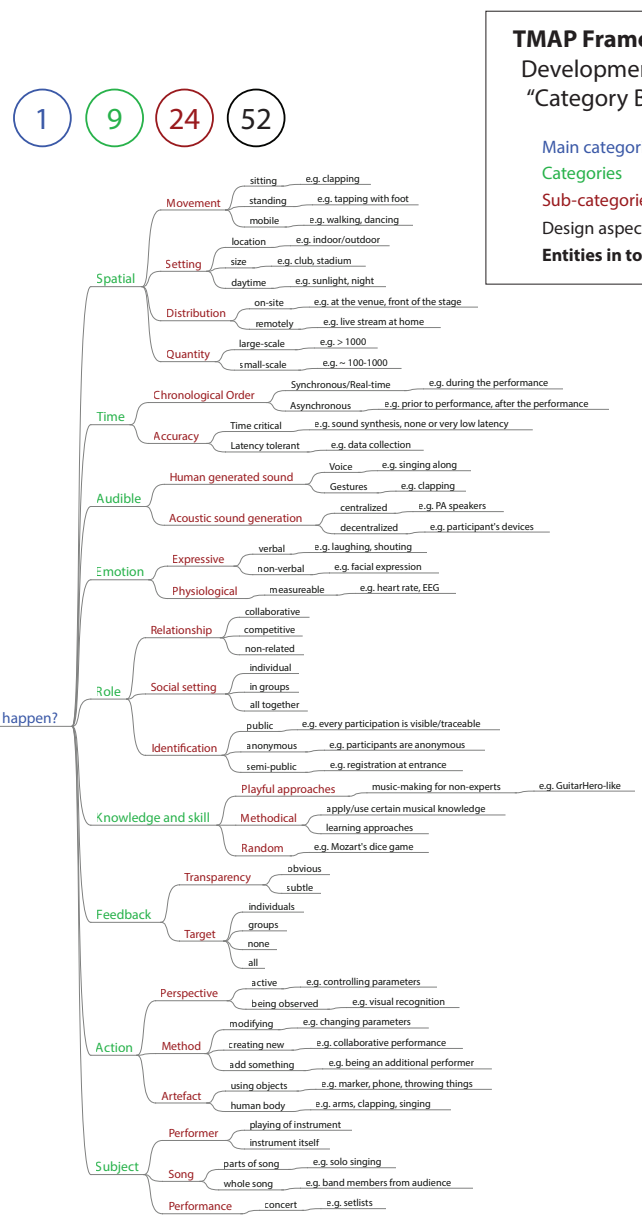 TMAP Frame
Developmen
“Category B
Main categor
Categories
Sub-categorie
Design aspec
Entities in to
1 9 24 52
happen?
Spatial
Movement
sitting e.g. clapping
standing e.g. tapping with foot
mobile e.g. walking, dancing
Setting
location e.g. indoor/outdoor
size e.g. club, stadium
daytime e.g. sunlight, night
Distribution
on-site e.g. at the venue, front of the stage
remotely e.g. live stream at home
Quantity
large-scale e.g. > 1000
small-scale e.g. ~ 100-1000
Time
Chronological Order
Synchronous/Real-time e.g. during the performance
Asynchronous e.g. prior to performance, after the performance
Accuracy
Time critical e.g. sound synthesis, none or very low latency
Latency tolerant e.g. data collection
Audible
Human generated sound
Voice e.g. singing along
Gestures e.g. clapping
Acoustic sound generation
centralized e.g. PA speakers
decentralized e.g. participant's devices
Emotion
Expressive
verbal e.g. laughing, shouting
non-verbal e.g. facial expression
Physiological
measureable e.g. heart rate, EEG
Role
Relationship
collaborative
competitive
non-related
Social setting
individual
in groups
all together
Identification
public e.g. every participation is visible/traceable
anonymous e.g. participants are anonymous
semi-public e.g. registration at entrance
Knowledge and skill
Playful approaches music-making for non-experts e.g. GuitarHero-like
Methodical
apply/use certain musical knowledge
learning approaches
Random e.g. Mozart's dice game
Feedback
Transparency
obvious
subtle
Target
individuals
groups
none
all
Action
Perspective
active e.g. controlling parameters
being observed e.g. visual recognition
Method
modifying e.g. changing parameters
creating new e.g. collaborative performance
add something e.g. being an additional performer
Artefact
using objects e.g. marker, phone, throwing things
human body e.g. arms, clapping, singing
Subject
Performer
playing of instrument
instrument itself
Song
parts of song e.g. solo singing
whole song e.g. band members from audience
Performance concert e.g. setlists